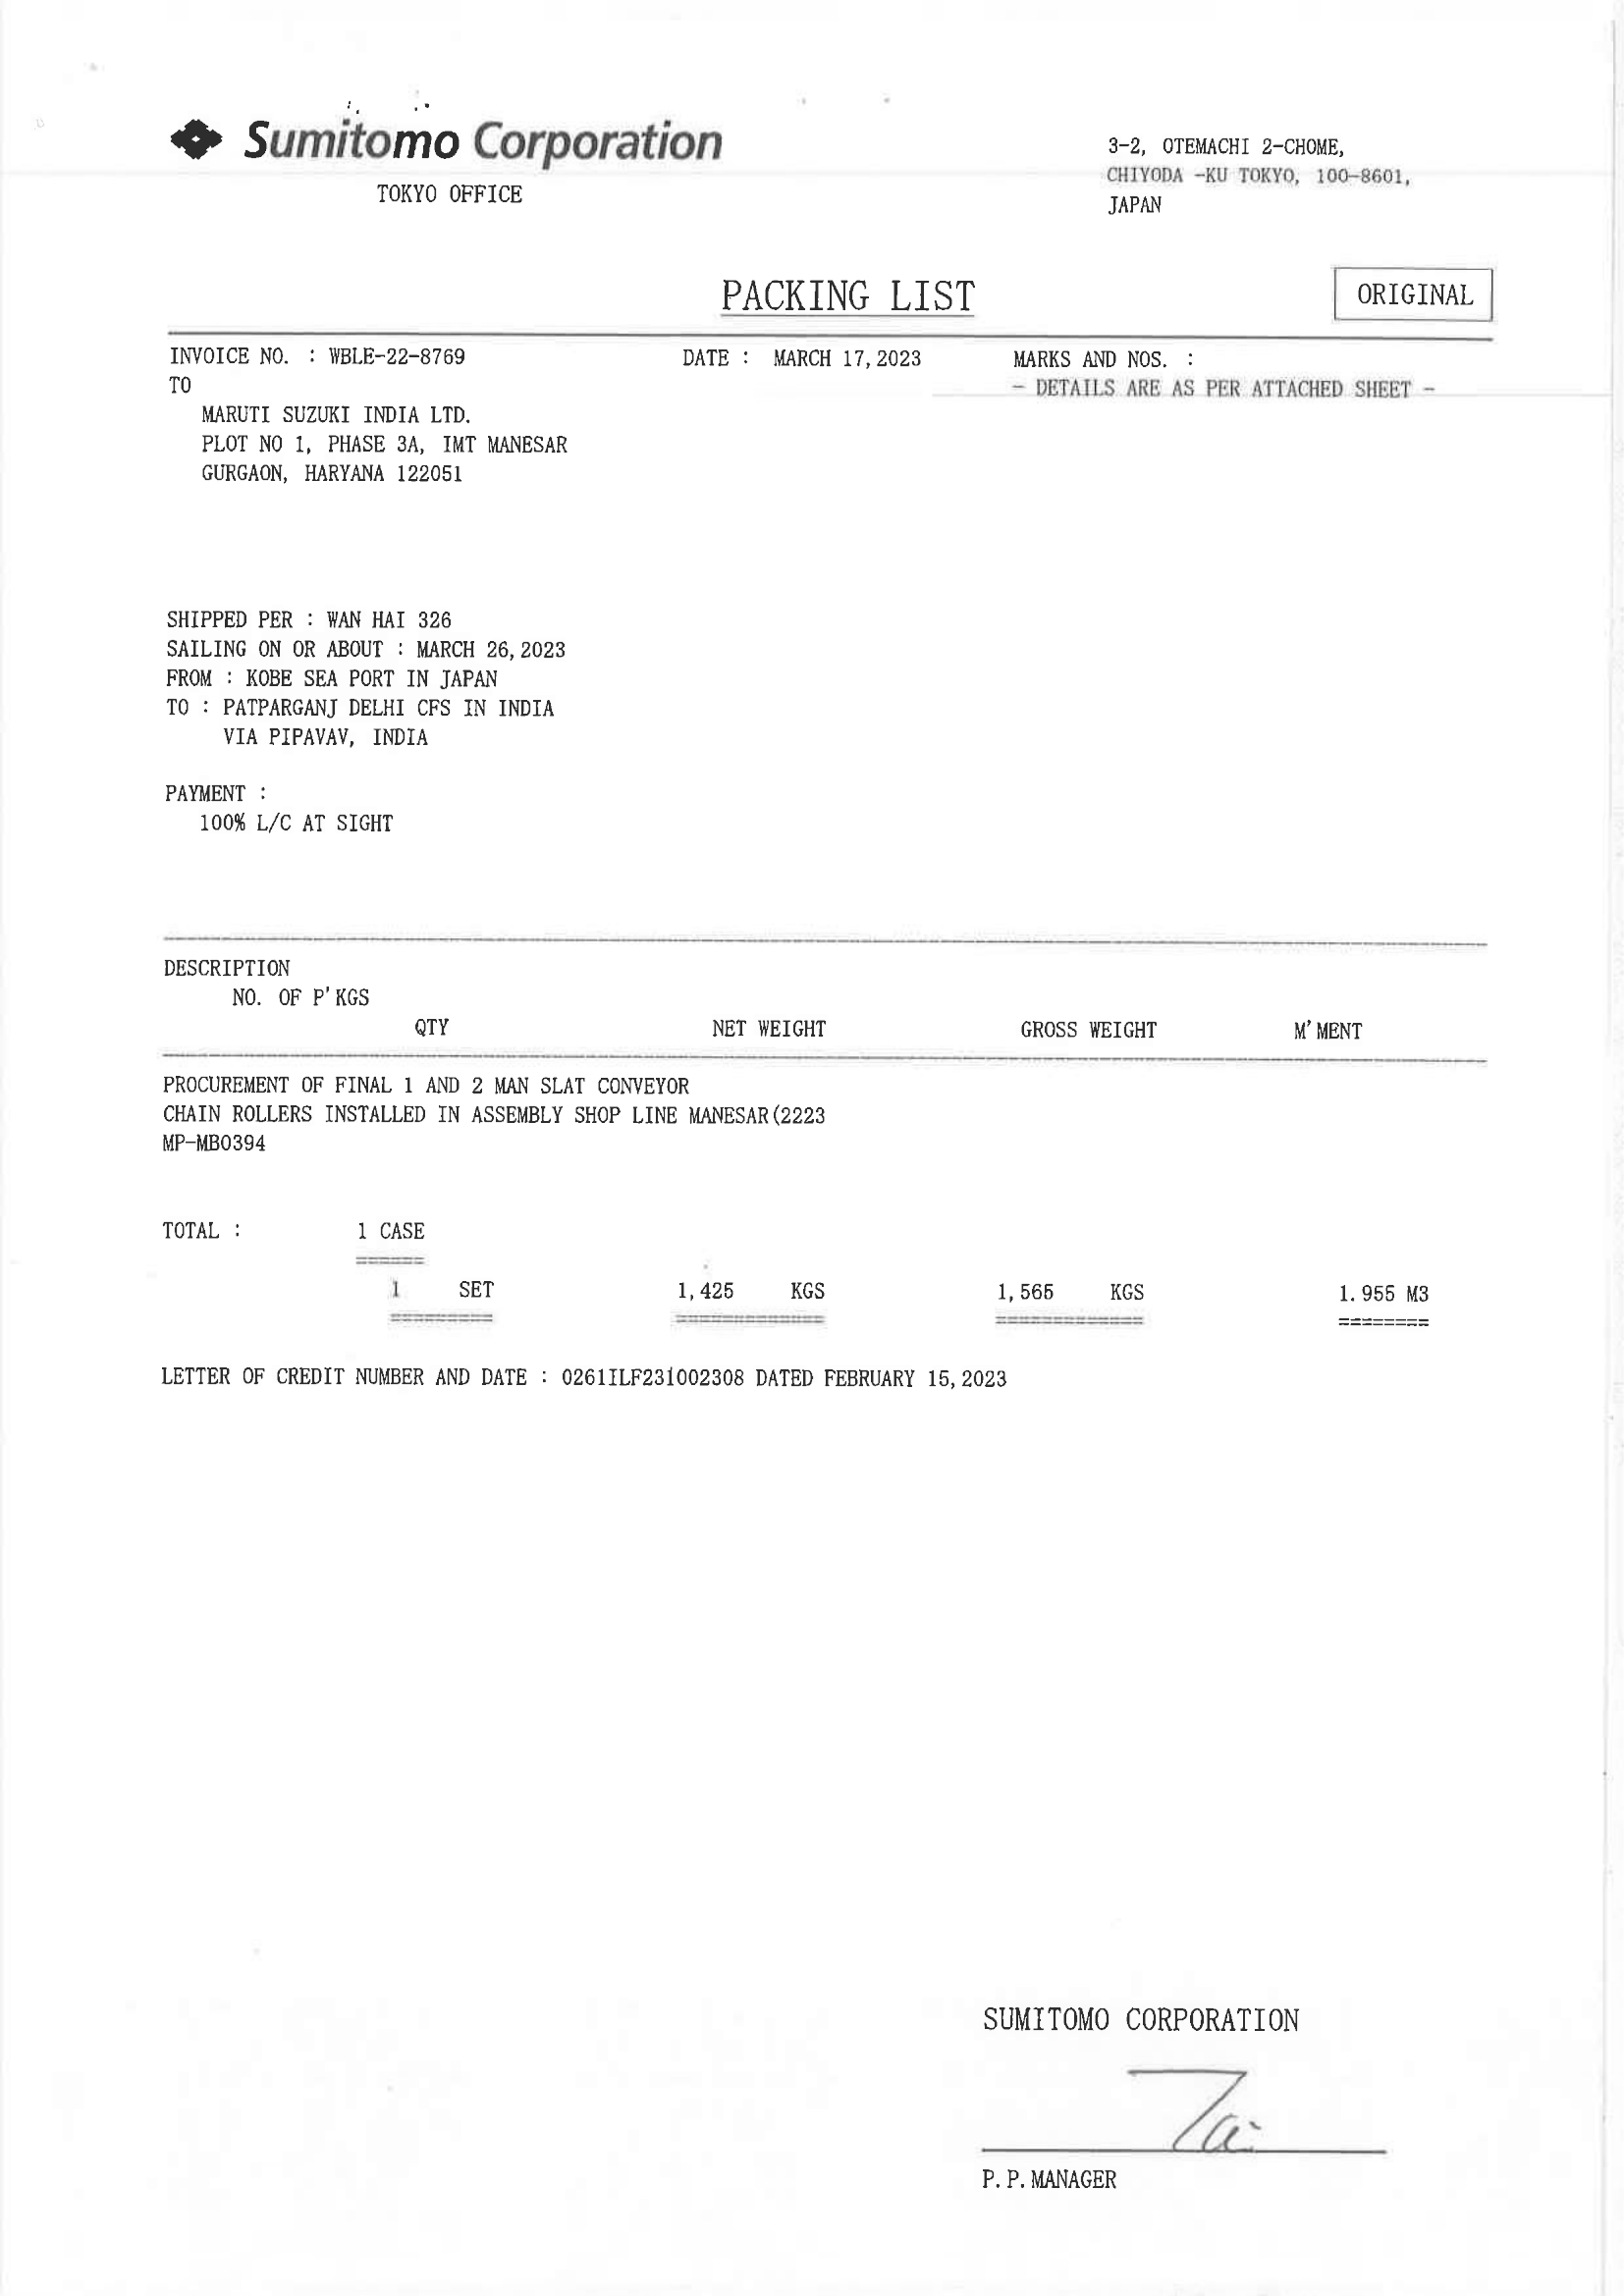 Sumitomo Corporation
TOKYO OFFICE
3-2, OTEMACHI 2-CHOME,
CHIYODA -KU TOKYO, 100-8601,
JAPAN
PACKING LIST
ORIGINAL
INVOICE NO. : WBLE-22-8769
DATE : MARCH 17, 2023
MARKS AND NOS. :
- DETAILS ARE AS PER ATTACHED SHEET -
TO
MARUTI SUZUKI INDIA LTD.
PLOT NO 1, PHASE 3A, IMT MANESAR
GURGAON, HARYANA 122051
SHIPPED PER : WAN HAI 326
SAILING ON OR ABOUT : MARCH 26, 2023
FROM : KOBE SEA PORT IN JAPAN
TO : PATPARGANJ DELHI CFS IN INDIA
VIA PIPAVAV, INDIA
PAYMENT :
100% L/C AT SIGHT
DESCRIPTION
NO. OF P'KGS
QTY NET WEIGHT GROSS WEIGHT M'MENT
PROCUREMENT OF FINAL 1 AND 2 MAN SLAT CONVEYOR
CHAIN ROLLERS INSTALLED IN ASSEMBLY SHOP LINE MANESAR(2223
MP-MB0394
TOTAL : 1 CASE
1 SET 1,425 KGS 1,565 KGS 1.955 M3
LETTER OF CREDIT NUMBER AND DATE : 0261ILF231002308 DATED FEBRUARY 15, 2023
SUMITOMO CORPORATION
P.P.MANAGER